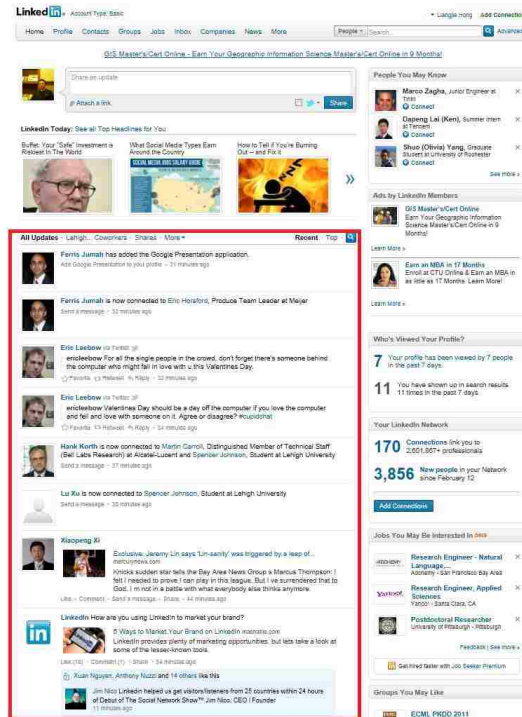 Linked in
Account Type: Basic
Liangjie Hong Add Connections
Home Profile Contacts Groups Jobs Inbox Companies News More
People Search... Advanced
GIS Master's/Cert Online - Earn Your Geographic Information Science Master's/Cert Online in 9 Months!
Share an update
Attach a link
Share
LinkedIn Today: See all Top Headlines for You
Buffet: Your "Safe" Investment is
Riskiest In The World
What Social Media Types Earn
Around the Country
SOCIAL MEDIA JOBS SALARY GUIDE
How to Tell if You're Burning
Out -- and Fix it
All Updates · Lehigh... Coworkers · Shares · More
Recent · Top
Ferris Jumah has added the Google Presentation application.
Add Google Presentation to your profile · 31 minutes ago
Ferris Jumah is now connected to Eric Horsford, Produce Team Leader at Meijer
Send a message · 32 minutes ago
Eric Leebow via Twitter
ericleebow For all the single people in the crowd, don't forget there's someone behind
the computer who might fall in love with u this Valentines Day.
Favorite Retweet Reply · 32 minutes ago
Eric Leebow via Twitter
ericleebow Valentines Day should be a day off the computer if you love the computer
and fell and love with someone on it. Agree or disagree? #cupidchat
Favorite Retweet Reply · 34 minutes ago
Hank Korth is now connected to Martin Carroll, Distinguished Member of Technical Staff
(Bell Labs Research) at Alcatel-Lucent and Spencer Johnson, Student at Lehigh University
Send a message · 37 minutes ago
Lu Xu is now connected to Spencer Johnson, Student at Lehigh University
Send a message · 38 minutes ago
Xiaopeng Xi
Exclusive: Jeremy Lin says 'Lin-sanity' was triggered by a leap of...
mercurynews.com
Knicks sudden star tells the Bay Area News Group's Marcus Thompson: I
felt I needed to prove I can play in this league. But I've surrendered that to
God. I'm not in a battle with what everybody else thinks anymore.
Like · Comment · Send a message · Share · 44 minutes ago
LinkedIn How are you using LinkedIn to market your brand?
5 Ways to Market Your Brand on LinkedIn mashable.com
LinkedIn provides plenty of marketing opportunities, but lets take a look at
some of the lesser-known tools.
Like (16) · Comment (1) · Share · 54 minutes ago
Xuan Nguyen, Anthony Nuzzi and 14 others like this
Jim Nico LinkedIn helped us get visitors/listeners from 25 countries within 24 hours
of Debut of The Social Network Show™ Jim Nico, CEO / Founder
11 minutes ago
People You May Know
Marco Zagha, Junior Engineer at
Connect
Dapeng Lai (Ken), Summer Intern
at Tencent
Connect
Shuo (Olivia) Yang, Graduate
Student at University of Rochester
Connect
See more »
Ads by LinkedIn Members
GIS Master's/Cert Online
Earn Your Geographic Information
Science Master's/Cert Online in 9
Months!
Learn More »
Earn an MBA in 17 Months
Enroll at CTU Online & Earn an MBA in
as little as 17 Months. Learn More!
Learn More »
Who's Viewed Your Profile?
7 Your profile has been viewed by 7 people
in the past 7 days.
11 You have shown up in search results
11 times in the past 7 days.
Your LinkedIn Network
170 Connections link you to
2,601,867+ professionals
3,856 New people in your Network
since February 12
Add Connections
Jobs You May Be Interested In Beta
Research Engineer - Natural
Language,...
Adchemy - San Francisco Bay Area
Yahoo!
Research Engineer, Applied
Sciences
Yahoo! - Santa Clara, CA
Postdoctoral Researcher
University of Pittsburgh - Pittsburgh
Feedback | See more »
Get hired faster with Job Seeker Premium
Groups You May Like
ECML PKDD 2011